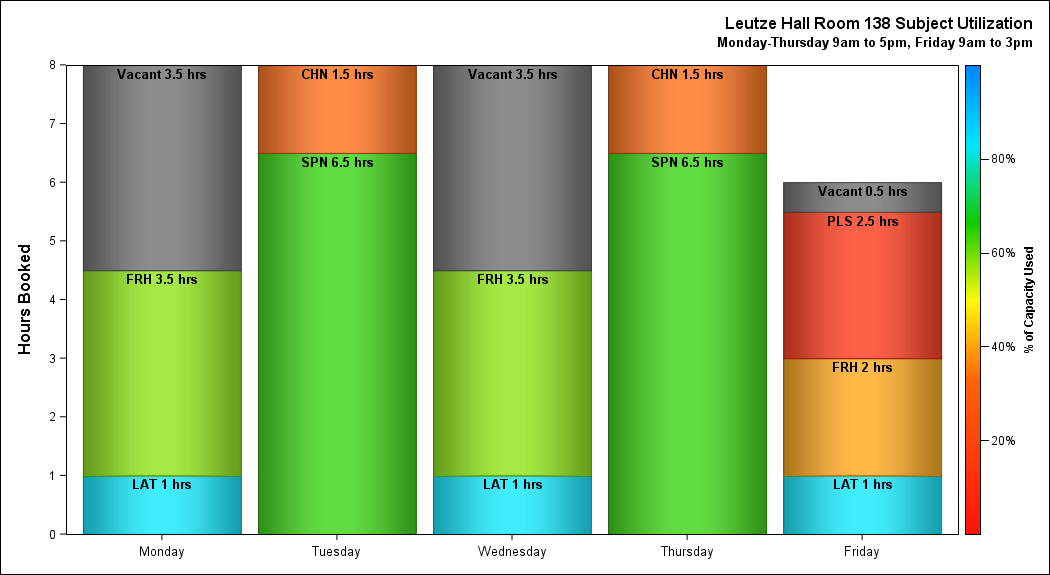 Leutze Hall Room 138 Subject Utilization
Monday-Thursday 9am to 5pm, Friday 9am to 3pm
Hours Booked
8
7
6
5
4
3
2
1
0
Vacant 3.5 hrs
FRH 3.5 hrs
LAT 1 hrs
CHN 1.5 hrs
SPN 6.5 hrs
Vacant 3.5 hrs
FRH 3.5 hrs
LAT 1 hrs
CHN 1.5 hrs
SPN 6.5 hrs
Vacant 0.5 hrs
PLS 2.5 hrs
FRH 2 hrs
LAT 1 hrs
Monday
Tuesday
Wednesday
Thursday
Friday
80%
60%
40%
20%
% of Capacity Used